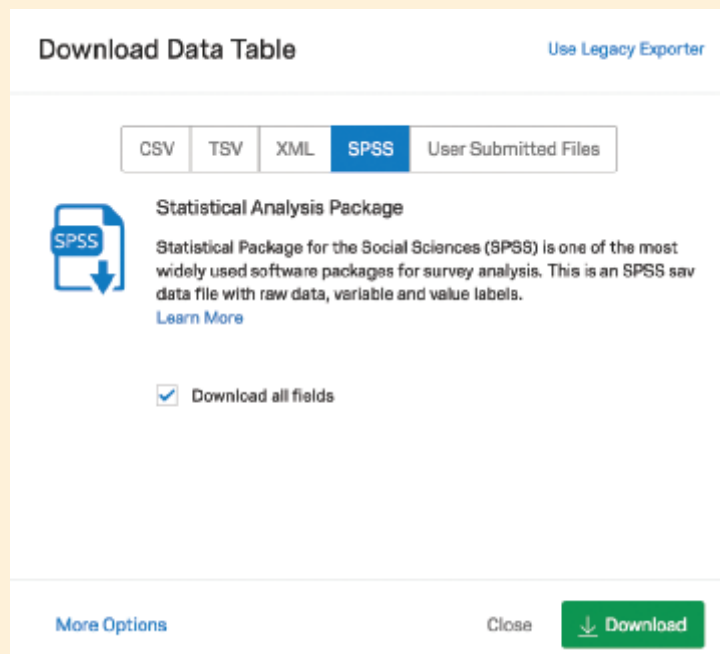 Download Data Table
Use Legacy Exporter
CSV
TSV
XML
SPSS
User Submitted Files
SPSS
Statistical Analysis Package
Statistical Package for the Social Sciences (SPSS) is one of the most
widely used software packages for survey analysis. This is an SPSS sav
data file with raw data, variable and value labels.
Learn More
Download all fields
More Options
Close
Download